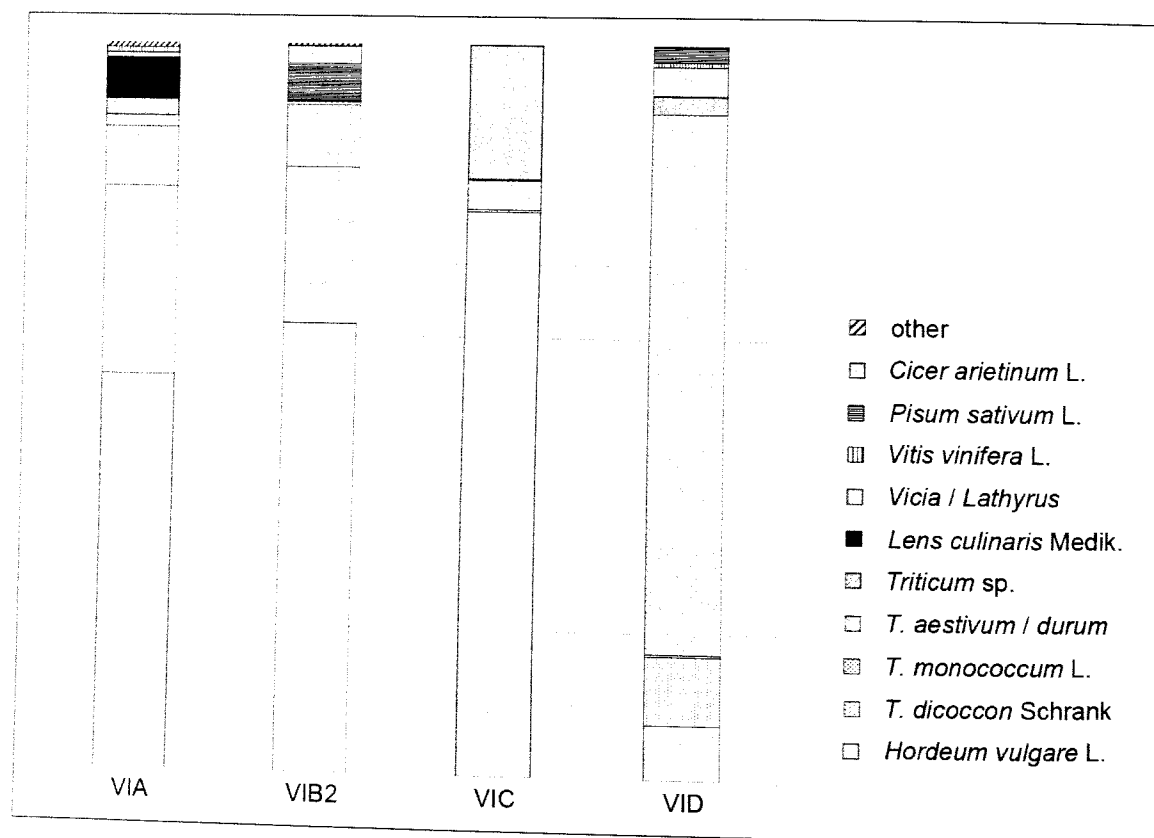 other
Cicer arietinum L.
Pisum sativum L.
Vitis vinifera L.
Vicia / Lathyrus
Lens culinaris Medik.
Triticum sp.
T. aestivum / durum
T. monococcum L.
T. dicoccon Schrank
Hordeum vulgare L.
VIA
VIB2
VIC
VID